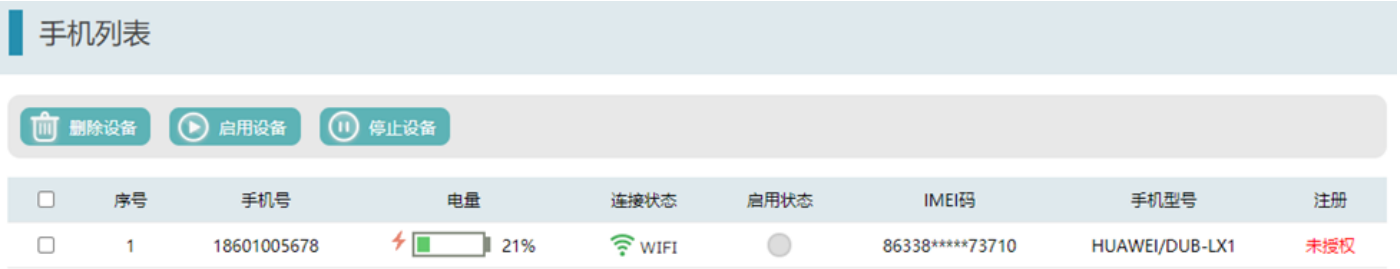 手机列表
删除设备 启用设备 停止设备
序号 手机号 电量 连接状态 启用状态 IMEI码 手机型号 注册
1 18601005678 21% WIFI 86338*****73710 HUAWEI/DUB-LX1 未授权